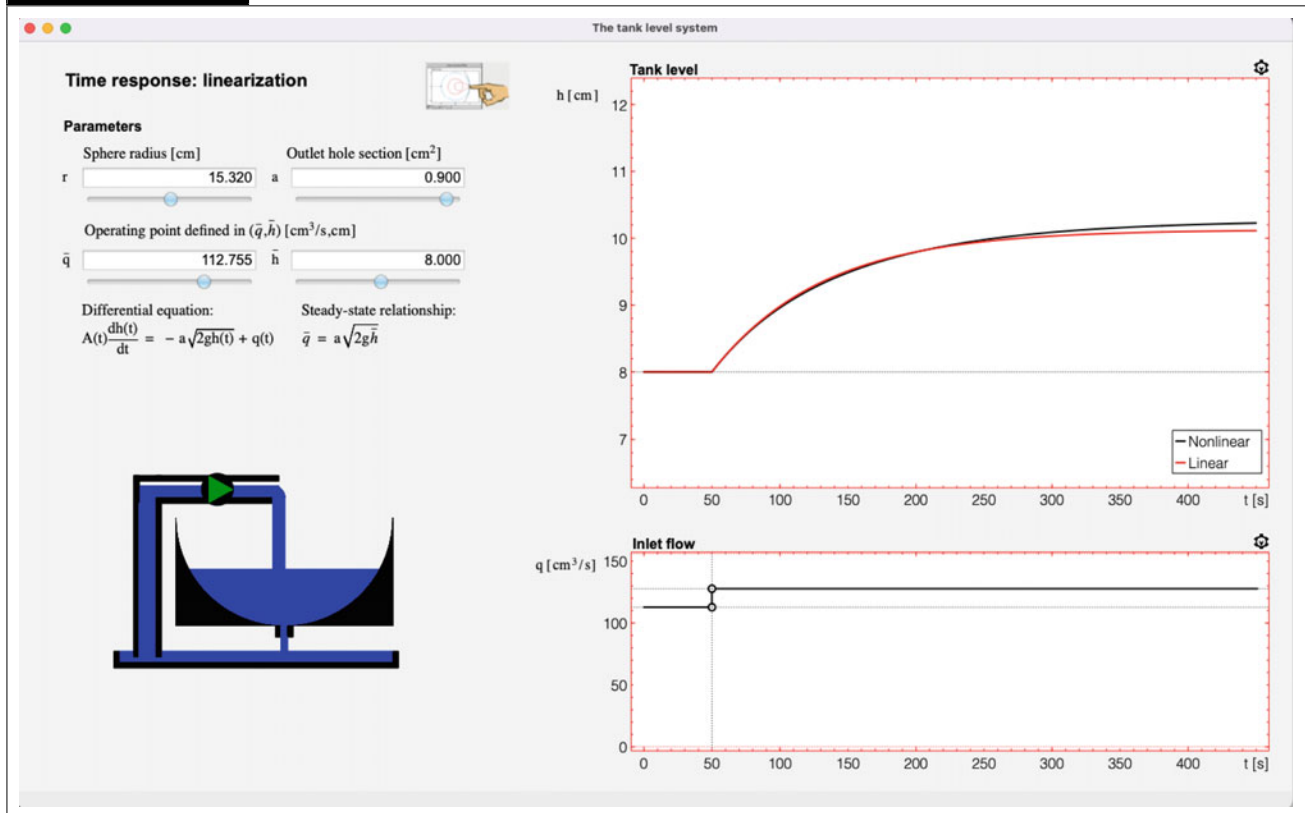 The tank level system
Time response: linearization
Parameters
Sphere radius [cm] Outlet hole section [cm²]
r 15.320 a 0.900
Operating point defined in (q̄,h̄) [cm³/s,cm]
q̄ 112.755 h̄ 8.000
Differential equation: Steady-state relationship:
A(t)dh(t)/dt = − a√2gh(t) + q(t) q̄ = a√2gh̄
Tank level
h [cm]
12
11
10
9
8
7
Nonlinear
Linear
0 50 100 150 200 250 300 350 400 t [s]
Inlet flow
q [cm³/s]
150
100
50
0
0 50 100 150 200 250 300 350 400 t [s]